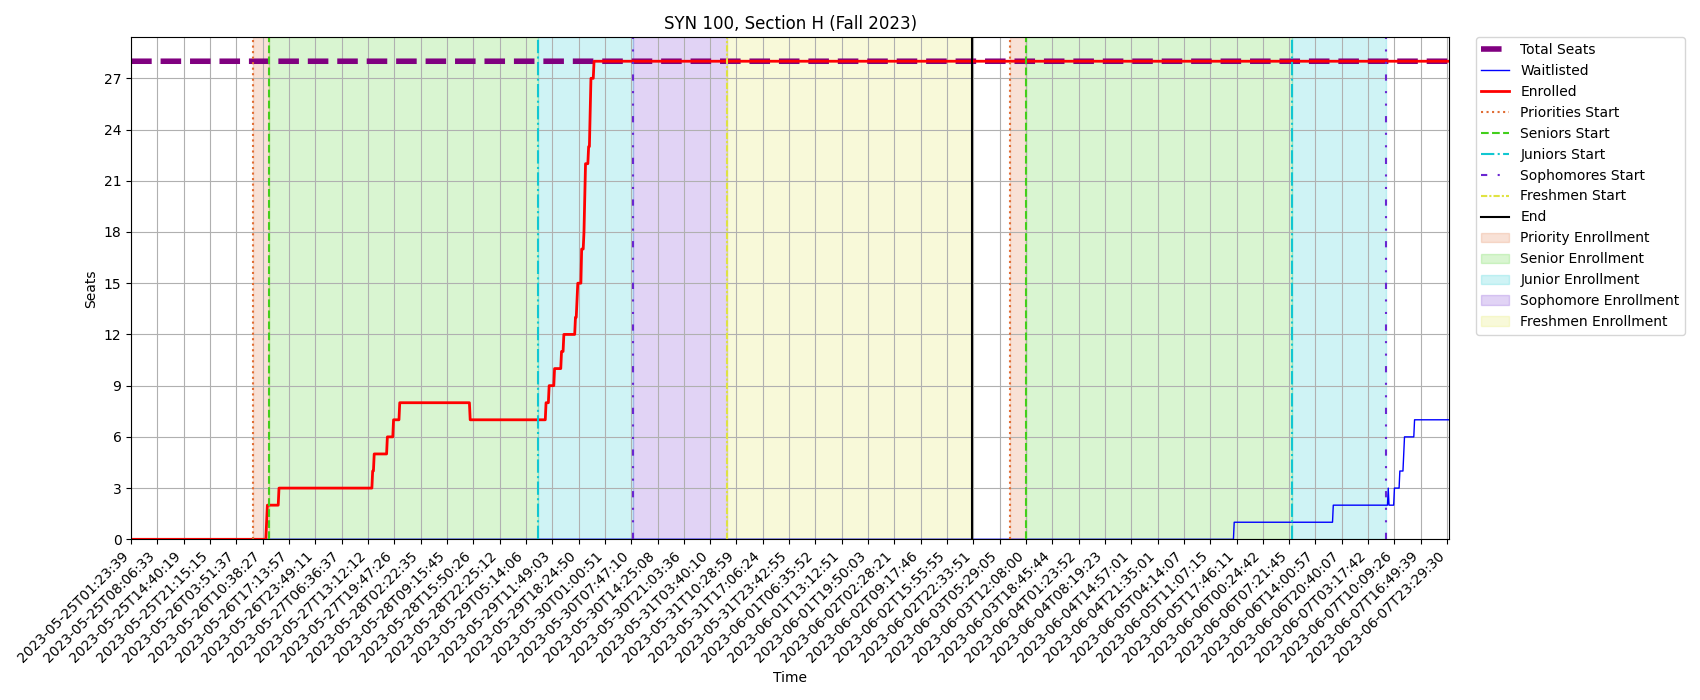 SYN 100, Section H (Fall 2023)
Seats
27
24
21
18
15
12
9
6
3
0
2023-05-25T01:23:39
2023-05-25T08:06:33
2023-05-25T14:40:19
2023-05-25T21:15:15
2023-05-26T03:51:37
2023-05-26T10:38:27
2023-05-26T17:13:57
2023-05-26T23:49:11
2023-05-27T06:36:37
2023-05-27T13:12:12
2023-05-27T19:47:26
2023-05-28T02:22:35
2023-05-28T09:15:45
2023-05-28T15:50:26
2023-05-28T22:25:12
2023-05-29T05:14:06
2023-05-29T11:49:03
2023-05-29T18:24:50
2023-05-30T01:00:51
2023-05-30T07:47:10
2023-05-30T14:25:08
2023-05-30T21:03:36
2023-05-31T03:40:10
2023-05-31T10:28:59
2023-05-31T17:06:24
2023-05-31T23:42:55
2023-06-01T06:35:52
2023-06-01T13:12:51
2023-06-01T19:50:03
2023-06-02T02:28:21
2023-06-02T09:17:46
2023-06-02T15:55:55
2023-06-02T22:33:51
2023-06-03T05:29:05
2023-06-03T12:08:00
2023-06-03T18:45:44
2023-06-04T01:23:52
2023-06-04T08:19:23
2023-06-04T14:57:01
2023-06-04T21:35:01
2023-06-05T04:14:07
2023-06-05T11:07:15
2023-06-05T17:46:11
2023-06-06T00:24:42
2023-06-06T07:21:45
2023-06-06T14:00:57
2023-06-06T20:40:07
2023-06-07T03:17:42
2023-06-07T10:09:26
2023-06-07T16:49:39
2023-06-07T23:29:30
Time
Total Seats
Waitlisted
Enrolled
Priorities Start
Seniors Start
Juniors Start
Sophomores Start
Freshmen Start
End
Priority Enrollment
Senior Enrollment
Junior Enrollment
Sophomore Enrollment
Freshmen Enrollment